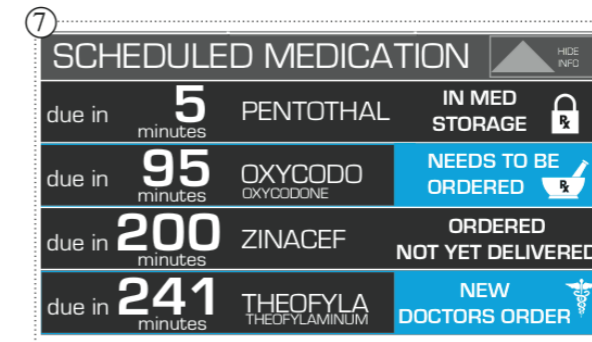 7
SCHEDULED MEDICATION
HIDE
INFO
due in 5 minutes
PENTOTHAL
IN MED
STORAGE
Rx
due in 95 minutes
OXYCODO
OXYCODONE
NEEDS TO BE
ORDERED
Rx
due in 200 minutes
ZINACEF
ORDERED
NOT YET DELIVERED
due in 241 minutes
THEOFYLA
THEOFYLAMINUM
NEW
DOCTORS ORDER